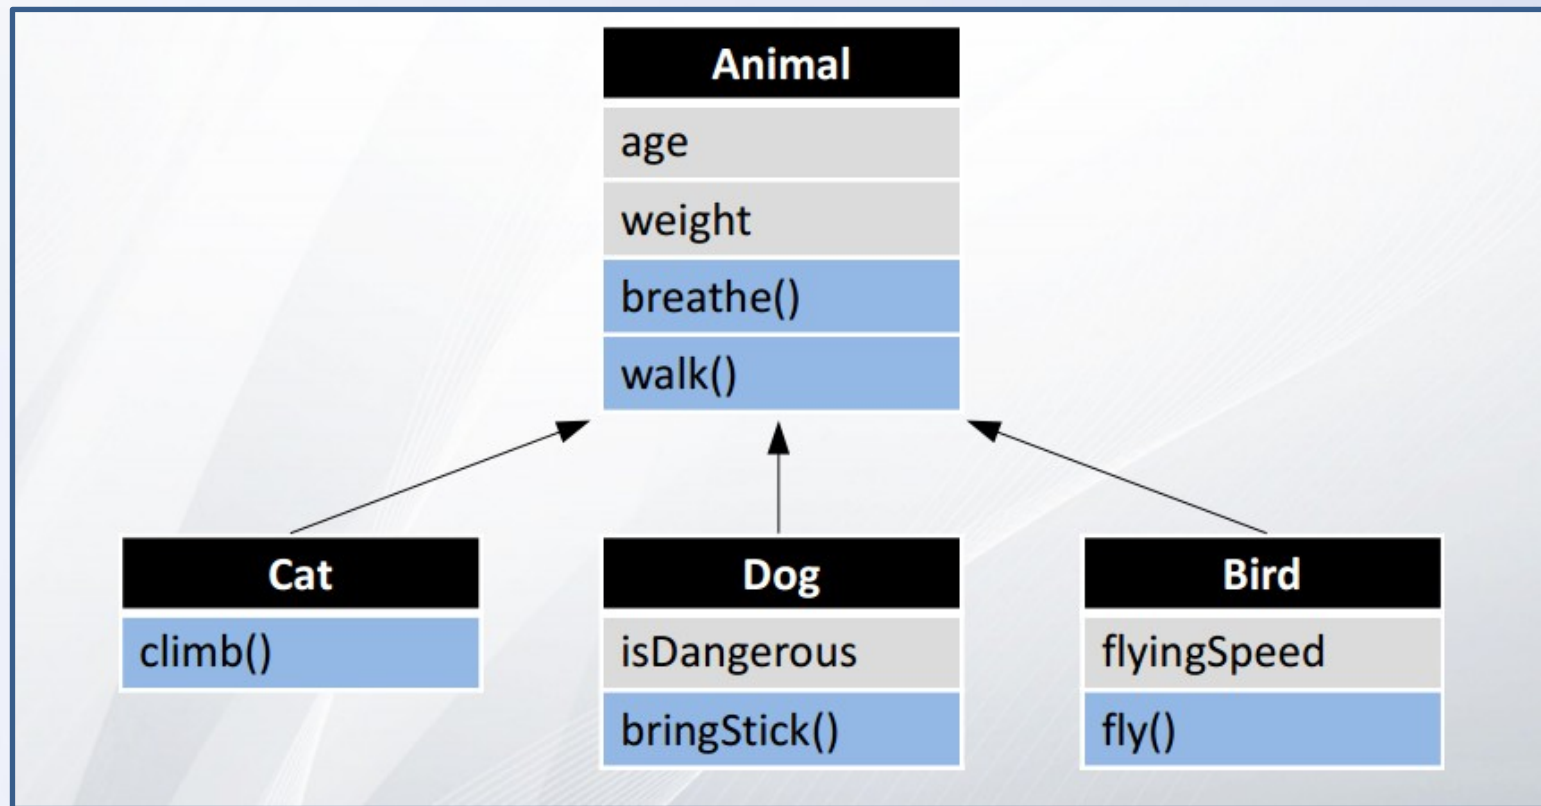 Animal
age
weight
breathe()
walk()
Cat
climb()
Dog
isDangerous
bringStick()
Bird
flyingSpeed
fly()